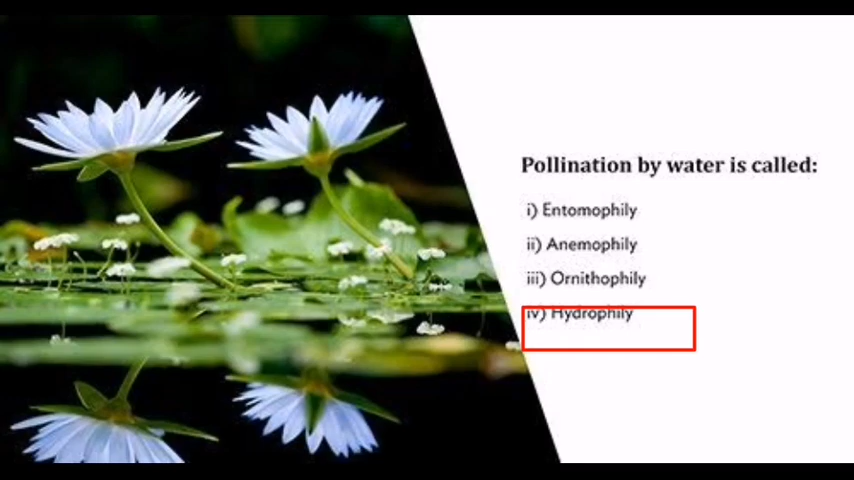 Pollination by water is called:
i) Entomophily
ii) Anemophily
iii) Ornithophily
iv) Hydrophily